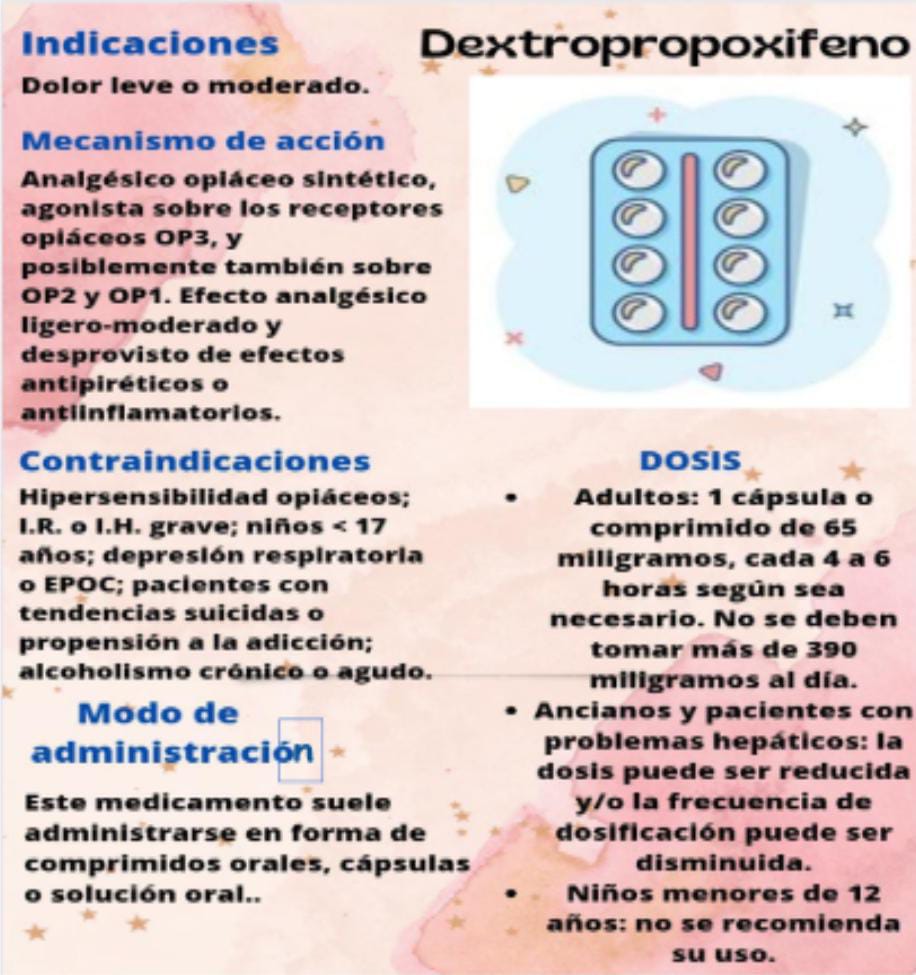 Dextropropoxifeno
Indicaciones
Dolor leve o moderado.
Mecanismo de acción
Analgésico opiáceo sintético,
agonista sobre los receptores
opiáceos OP3, y
posiblemente también sobre
OP2 y OP1. Efecto analgésico
ligero-moderado y
desprovisto de efectos
antipiréticos o
antiinflamatorios.
Contraindicaciones
Hipersensibilidad opiáceos;
I.R. o I.H. grave; niños < 17
años; depresión respiratoria
o EPOC; pacientes con
tendencias suicidas o
propensión a la adicción;
alcoholismo crónico o agudo.
Modo de
administración
Este medicamento suele
administrarse en forma de
comprimidos orales, cápsulas
o solución oral..
DOSIS
• Adultos: 1 cápsula o
comprimido de 65
miligramos, cada 4 a 6
horas según sea
necesario. No se deben
tomar más de 390
miligramos al día.
• Ancianos y pacientes con
problemas hepáticos: la
dosis puede ser reducida
y/o la frecuencia de
dosificación puede ser
disminuida.
• Niños menores de 12
años: no se recomienda
su uso.